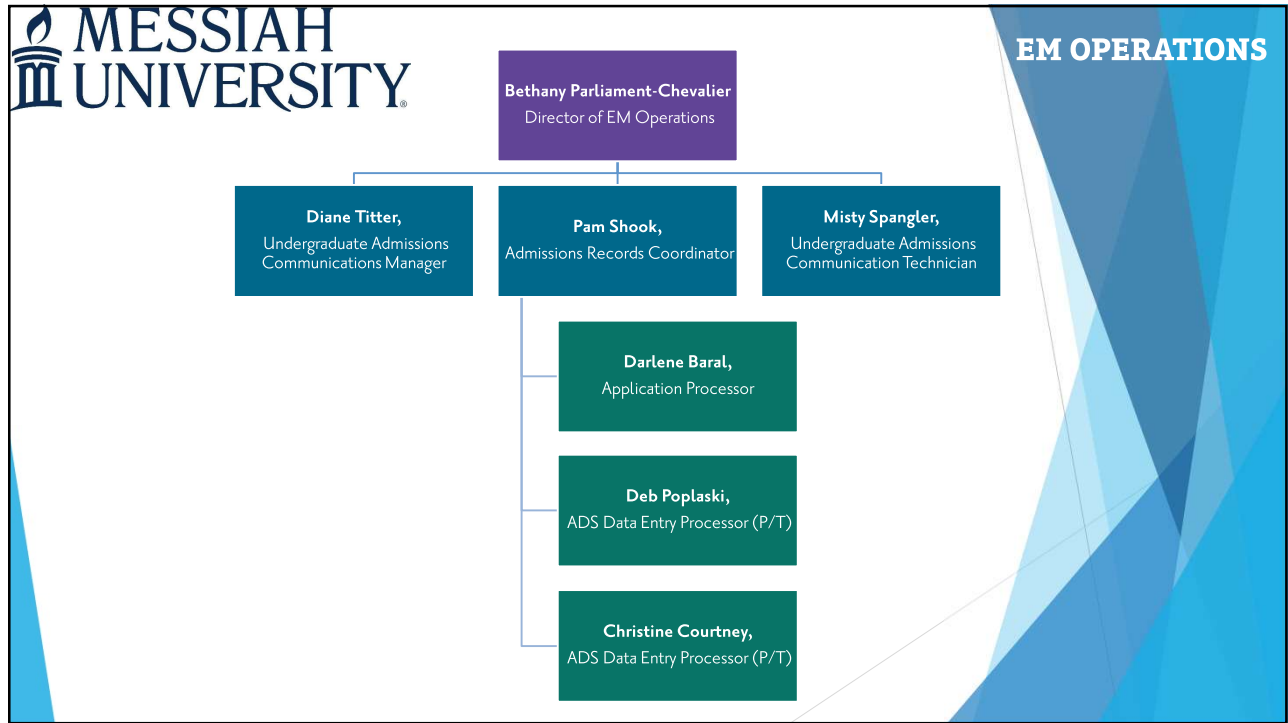 MESSIAH
UNIVERSITY®
EM OPERATIONS
Bethany Parliament-Chevalier
Director of EM Operations
Diane Titter,
Undergraduate Admissions
Communications Manager
Pam Shook,
Admissions Records Coordinator
Misty Spangler,
Undergraduate Admissions
Communication Technician
Darlene Baral,
Application Processor
Deb Poplaski,
ADS Data Entry Processor (P/T)
Christine Courtney,
ADS Data Entry Processor (P/T)